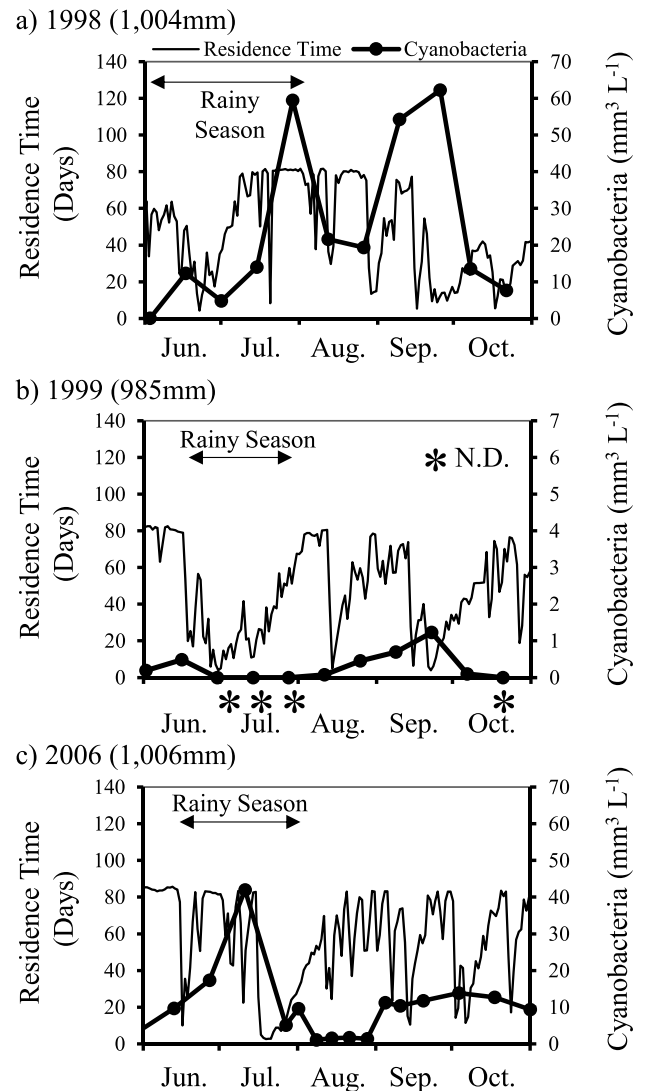 a) 1998 (1,004mm)
Residence Time Cyanobacteria
140 70
120 60
100 50
80 40
60 30
40 20
20 10
0 0
Rainy
Season
Residence Time
(Days)
Cyanobacteria (mm³ L⁻¹)
Jun. Jul. Aug. Sep. Oct.
b) 1999 (985mm)
140 7
120 6
100 5
80 4
60 3
40 2
20 1
0 0
Rainy Season
* N.D.
Residence Time
(Days)
Cyanobacteria (mm³ L⁻¹)
* * * *
Jun. Jul. Aug. Sep. Oct.
c) 2006 (1,006mm)
140 70
120 60
100 50
80 40
60 30
40 20
20 10
0 0
Rainy Season
Residence Time
(Days)
Cyanobacteria (mm³ L⁻¹)
Jun. Jul. Aug. Sep. Oct.